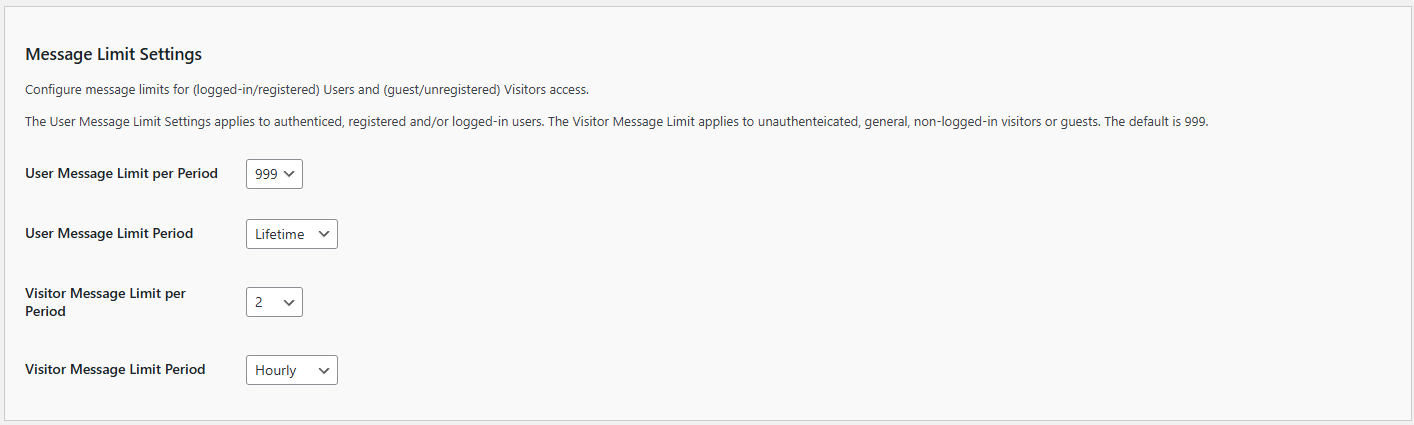 Message Limit Settings
Configure message limits for (logged-in/registered) Users and (guest/unregistered) Visitors access.
The User Message Limit Settings applies to authenticed, registered and/or logged-in users. The Visitor Message Limit applies to unauthenteicated, general, non-logged-in visitors or guests. The default is 999.
User Message Limit per Period 999
User Message Limit Period Lifetime
Visitor Message Limit per
Period
2
Visitor Message Limit Period Hourly